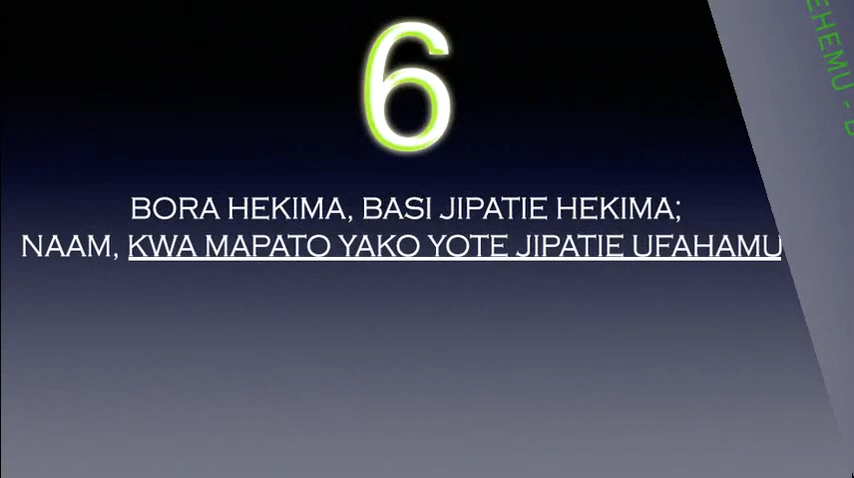 6
BORA HEKIMA, BASI JIPATIE HEKIMA;
NAAM, KWA MAPATO YAKO YOTE JIPATIE UFAHAMU